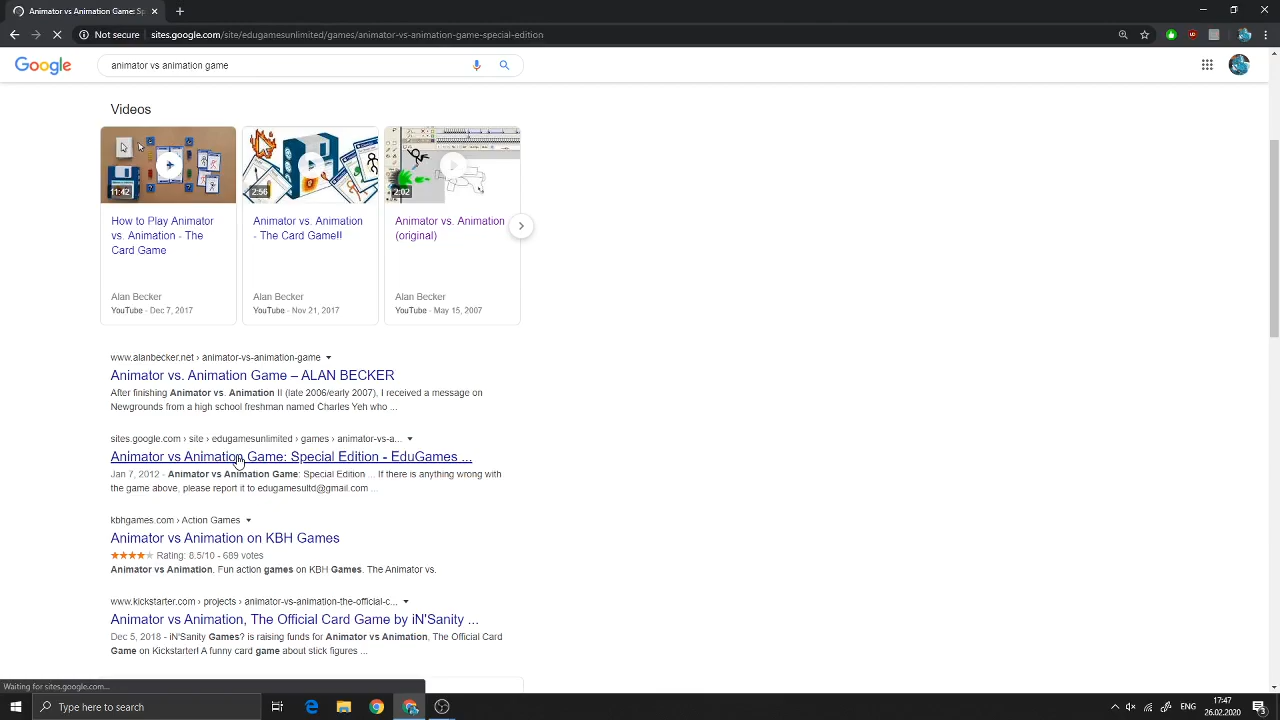 Animator vs Animation Game: Sp
Not secure
sites.google.com/site/edugamesunlimited/games/animator-vs-animation-game-special-edition
Google
animator vs animation game
Videos
11:42
2:56
2:02
How to Play Animator
vs. Animation - The
Card Game
Animator vs. Animation
- The Card Game!!
Animator vs. Animation
(original)
Alan Becker
YouTube - Dec 7, 2017
Alan Becker
YouTube - Nov 21, 2017
Alan Becker
YouTube - May 15, 2007
www.alanbecker.net › animator-vs-animation-game
Animator vs. Animation Game – ALAN BECKER
After finishing Animator vs. Animation II (late 2006/early 2007), I received a message on
Newgrounds from a high school freshman named Charles Yeh who ...
sites.google.com › site › edugamesunlimited › games › animator-vs-a...
Animator vs Animation Game: Special Edition - EduGames ...
Jan 7, 2012 - Animator vs Animation Game: Special Edition ... If there is anything wrong with
the game above, please report it to edugamesultd@gmail.com ...
kbhgames.com › Action Games
Animator vs Animation on KBH Games
Rating: 8.5/10 - 689 votes
Animator vs Animation. Fun action games on KBH Games. The Animator vs.
www.kickstarter.com › projects › animator-vs-animation-the-official-c...
Animator vs Animation, The Official Card Game by iN'Sanity ...
Dec 5, 2018 - iN'Sanity Games? is raising funds for Animator vs Animation, The Official Card
Game on Kickstarter! A funny card game about stick figures ...
Waiting for sites.google.com...
Type here to search
ENG
17:47
26.02.2020